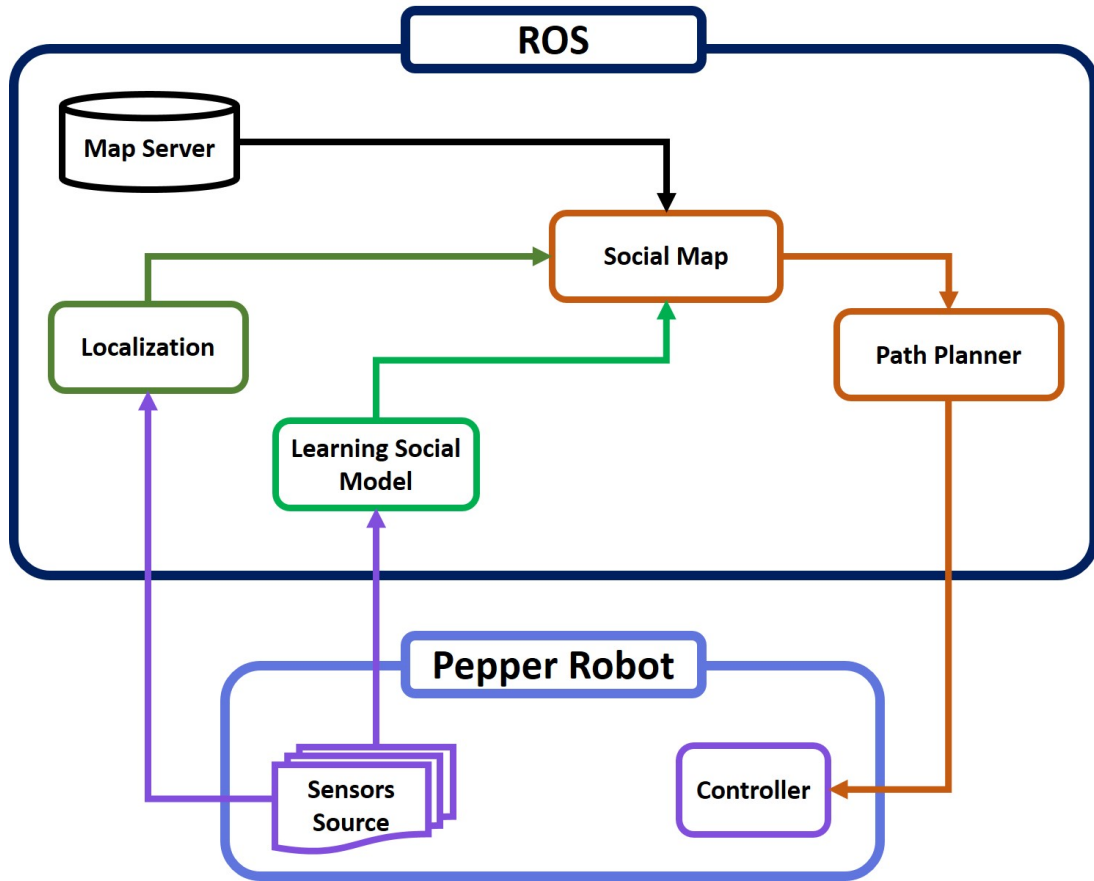 ROS
Map Server
Social Map
Localization
Path Planner
Learning Social
Model
Pepper Robot
Sensors
Source
Controller